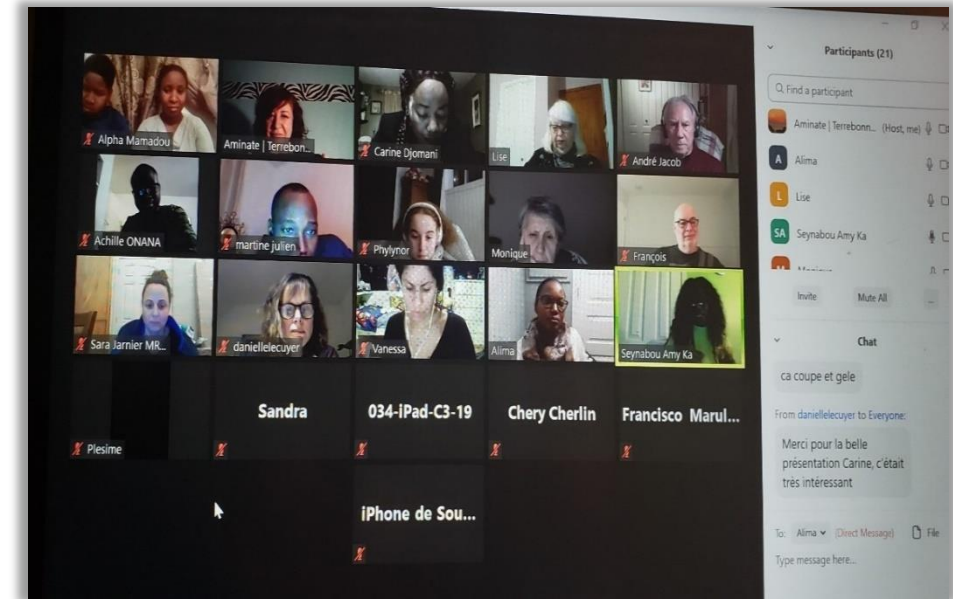 Alpha Mamadou
Aminate | Terrebon...
Carine Djomani
Lise
André Jacob
Achille ONANA
martine julien
Phylynor
Monique
François
Sara Jarnier MR...
daniellelecuyer
Vanessa
Alima
Seynabou Amy Ka
Plesime
Sandra
034-iPad-C3-19
Chery Cherlin
Francisco Marul...
iPhone de Sou...
Participants (21)
Find a participant
Aminate | Terrebonn... (Host, me)
A Alima
L Lise
SA Seynabou Amy Ka
Invite Mute All ...
Chat
ca coupe et gele
From daniellelecuyer to Everyone:
Merci pour la belle
présentation Carine, c'était
très intéressant
To: Alima (Direct Message) File
Type message here...